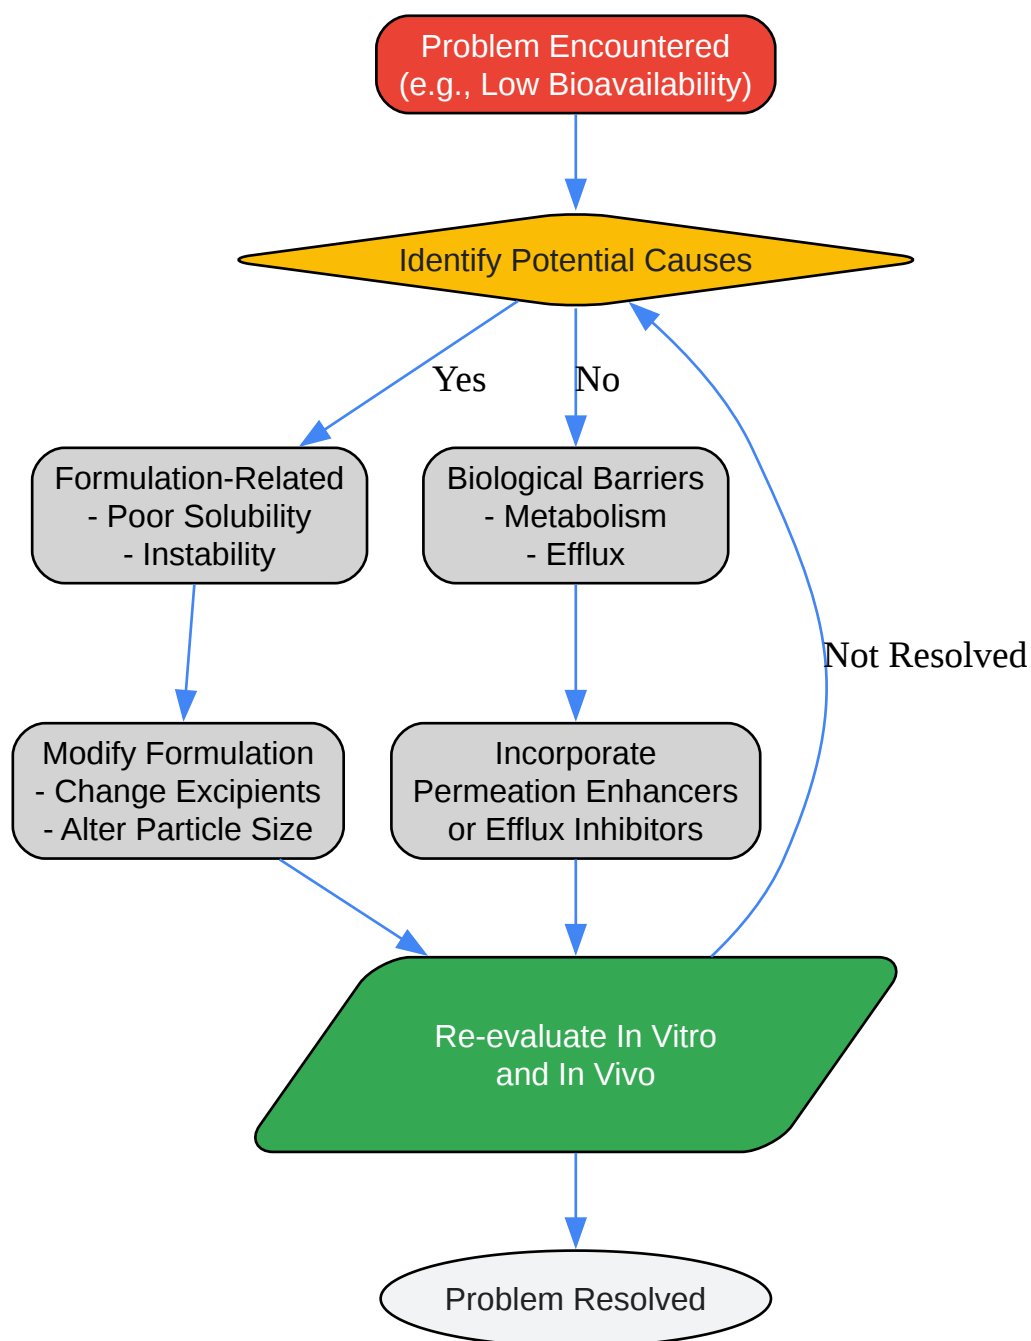 Problem Encountered
(e.g., Low Bioavailability)
Identify Potential Causes
Yes
No
Formulation-Related
- Poor Solubility
- Instability
Biological Barriers
- Metabolism
- Efflux
Not Resolved
Modify Formulation
- Change Excipients
- Alter Particle Size
Incorporate
Permeation Enhancers
or Efflux Inhibitors
Re-evaluate In Vitro
and In Vivo
Problem Resolved